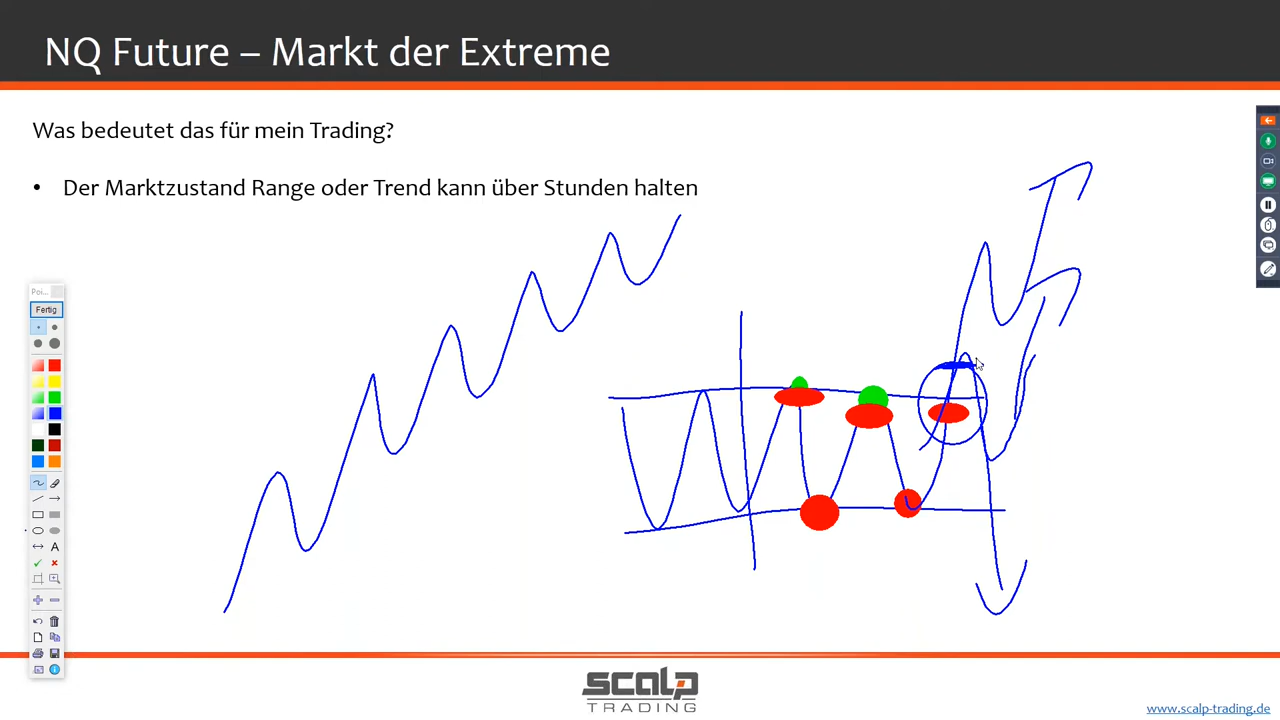 NQ Future – Markt der Extreme
Was bedeutet das für mein Trading?
• Der Marktzustand Range oder Trend kann über Stunden halten
Poi...
Fertig
A
scalp
TRADING
www.scalp-trading.de